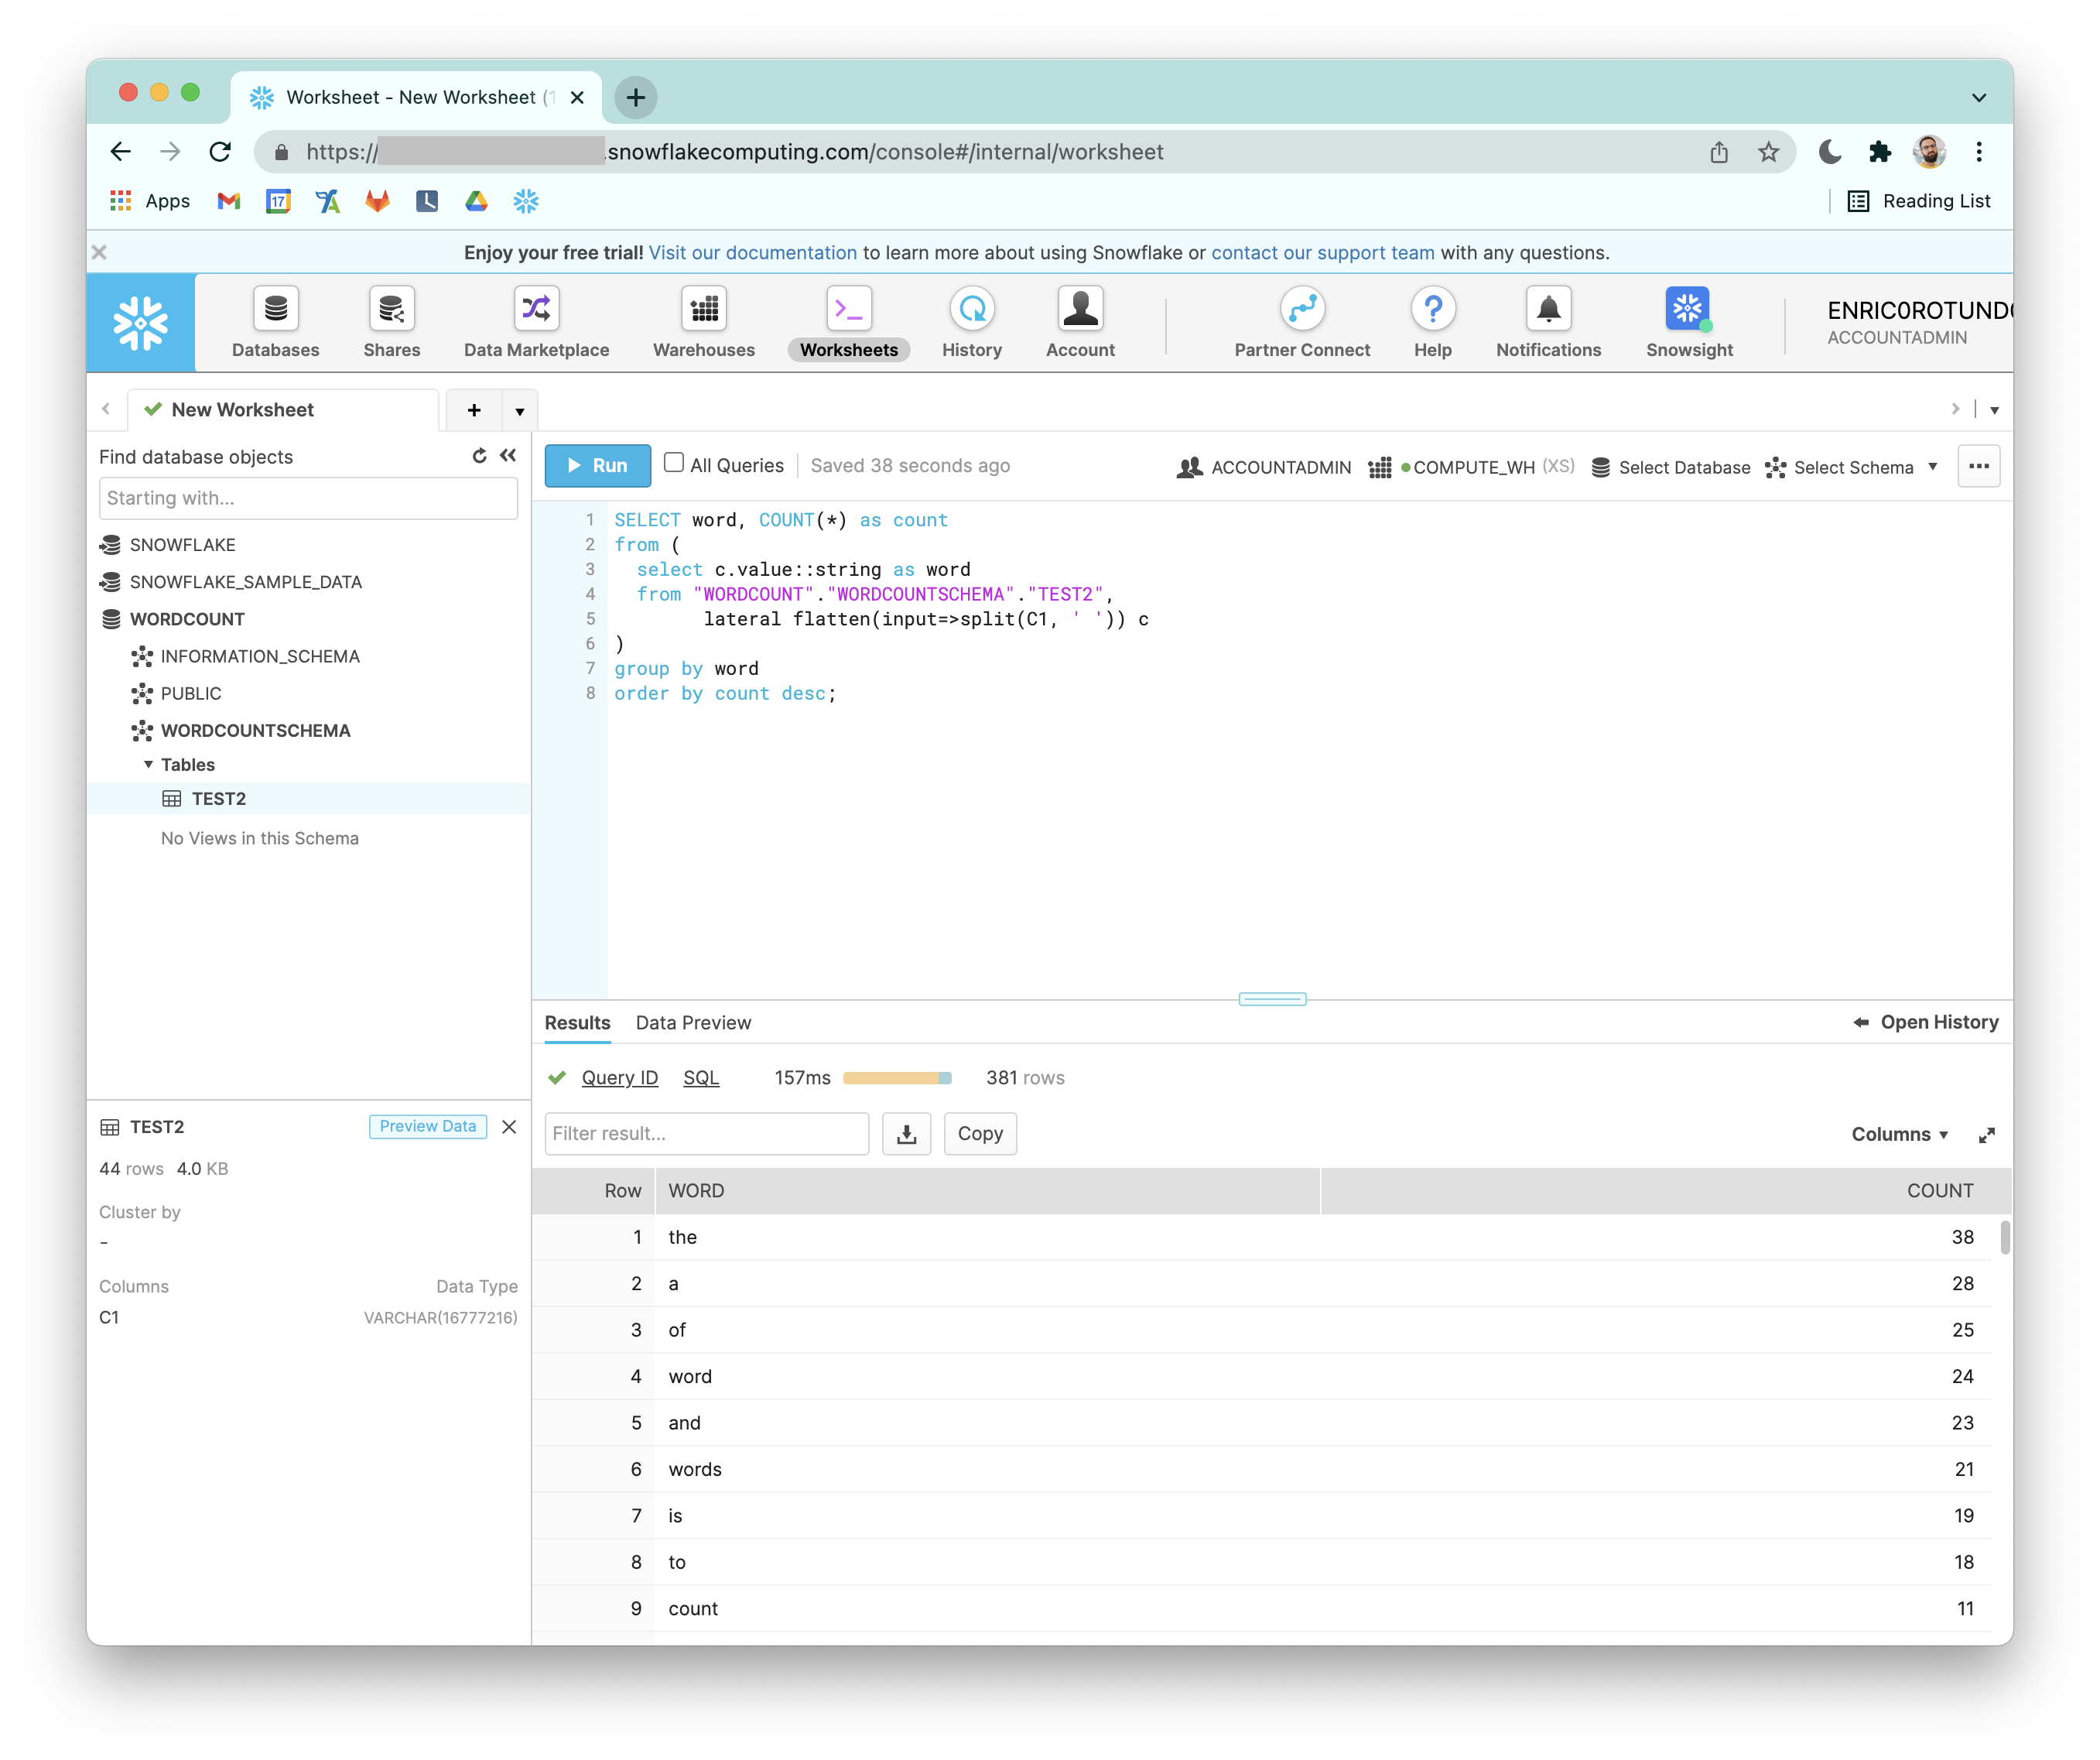 Worksheet - New Worksheet (1
https:// .snowflakecomputing.com/console#/internal/worksheet
Apps 17 Reading List
Enjoy your free trial! Visit our documentation to learn more about using Snowflake or contact our support team with any questions.
Databases Shares Data Marketplace Warehouses Worksheets History Account Partner Connect Help Notifications Snowsight
ENRIC0ROTUND
ACCOUNTADMIN
New Worksheet
Find database objects
Starting with...
SNOWFLAKE
SNOWFLAKE_SAMPLE_DATA
WORDCOUNT
INFORMATION_SCHEMA
PUBLIC
WORDCOUNTSCHEMA
Tables
TEST2
No Views in this Schema
TEST2 Preview Data
44 rows 4.0 KB
Cluster by
-
Columns Data Type
C1 VARCHAR(16777216)
Run All Queries Saved 38 seconds ago ACCOUNTADMIN COMPUTE_WH (XS) Select Database Select Schema ...
1 SELECT word, COUNT(*) as count
2 from (
3 select c.value::string as word
4 from "WORDCOUNT"."WORDCOUNTSCHEMA"."TEST2",
5 lateral flatten(input=>split(C1, ' ')) c
6 )
7 group by word
8 order by count desc;
Results Data Preview Open History
Query ID SQL 157ms 381 rows
Filter result... Copy Columns
Row WORD COUNT
1 the 38
2 a 28
3 of 25
4 word 24
5 and 23
6 words 21
7 is 19
8 to 18
9 count 11